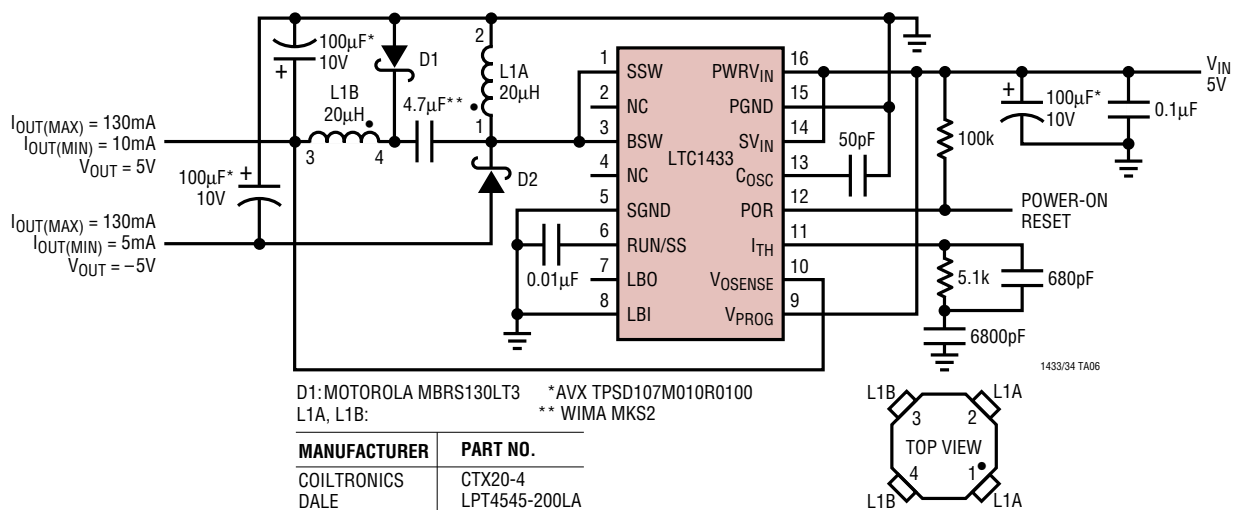 100µF*
10V
+
D1
2
L1A
20µH
1
L1B
20µH
3
4
4.7µF**
IOUT(MAX) = 130mA
IOUT(MIN) = 10mA
VOUT = 5V
100µF*
10V
+
D2
IOUT(MAX) = 130mA
IOUT(MIN) = 5mA
VOUT = –5V
0.01µF
1
SSW
2
NC
3
BSW
4
NC
5
SGND
6
RUN/SS
7
LBO
8
LBI
LTC1433
PWRVIN
16
PGND
15
SVIN
14
COSC
13
POR
12
ITH
11
VOSENSE
10
VPROG
9
50pF
100k
+
100µF*
10V
0.1µF
VIN
5V
POWER-ON
RESET
5.1k
680pF
6800pF
1433/34 TA06
D1: MOTOROLA MBRS130LT3 *AVX TPSD107M010R0100
L1A, L1B: ** WIMA MKS2
MANUFACTURER PART NO.
COILTRONICS CTX20-4
DALE LPT4545-200LA
L1B
L1A
3
2
TOP VIEW
4
1
L1B
L1A